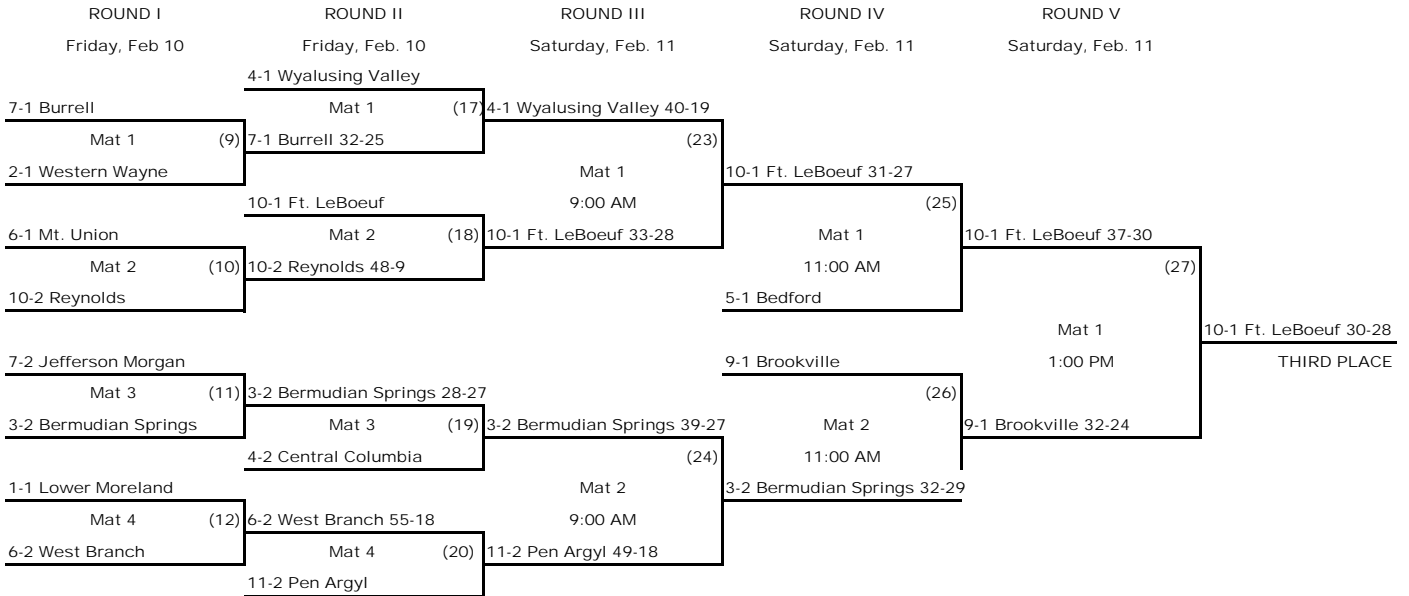 ROUND I ROUND II ROUND III ROUND IV ROUND V
Friday, Feb 10 Friday, Feb. 10 Saturday, Feb. 11 Saturday, Feb. 11 Saturday, Feb. 11
4-1 Wyalusing Valley
7-1 Burrell Mat 1 (17) 4-1 Wyalusing Valley 40-19
Mat 1 (9) 7-1 Burrell 32-25 (23)
2-1 Western Wayne Mat 1 10-1 Ft. LeBoeuf 31-27
10-1 Ft. LeBoeuf 9:00 AM (25)
6-1 Mt. Union Mat 2 (18) 10-1 Ft. LeBoeuf 33-28 Mat 1 10-1 Ft. LeBoeuf 37-30
Mat 2 (10) 10-2 Reynolds 48-9 11:00 AM (27)
10-2 Reynolds 5-1 Bedford
Mat 1 10-1 Ft. LeBoeuf 30-28
7-2 Jefferson Morgan 9-1 Brookville 1:00 PM THIRD PLACE
Mat 3 (11) 3-2 Bermudian Springs 28-27 (26)
3-2 Bermudian Springs Mat 3 (19) 3-2 Bermudian Springs 39-27 Mat 2 9-1 Brookville 32-24
4-2 Central Columbia (24) 11:00 AM
1-1 Lower Moreland Mat 2 3-2 Bermudian Springs 32-29
Mat 4 (12) 6-2 West Branch 55-18 9:00 AM
6-2 West Branch Mat 4 (20) 11-2 Pen Argyl 49-18
11-2 Pen Argyl